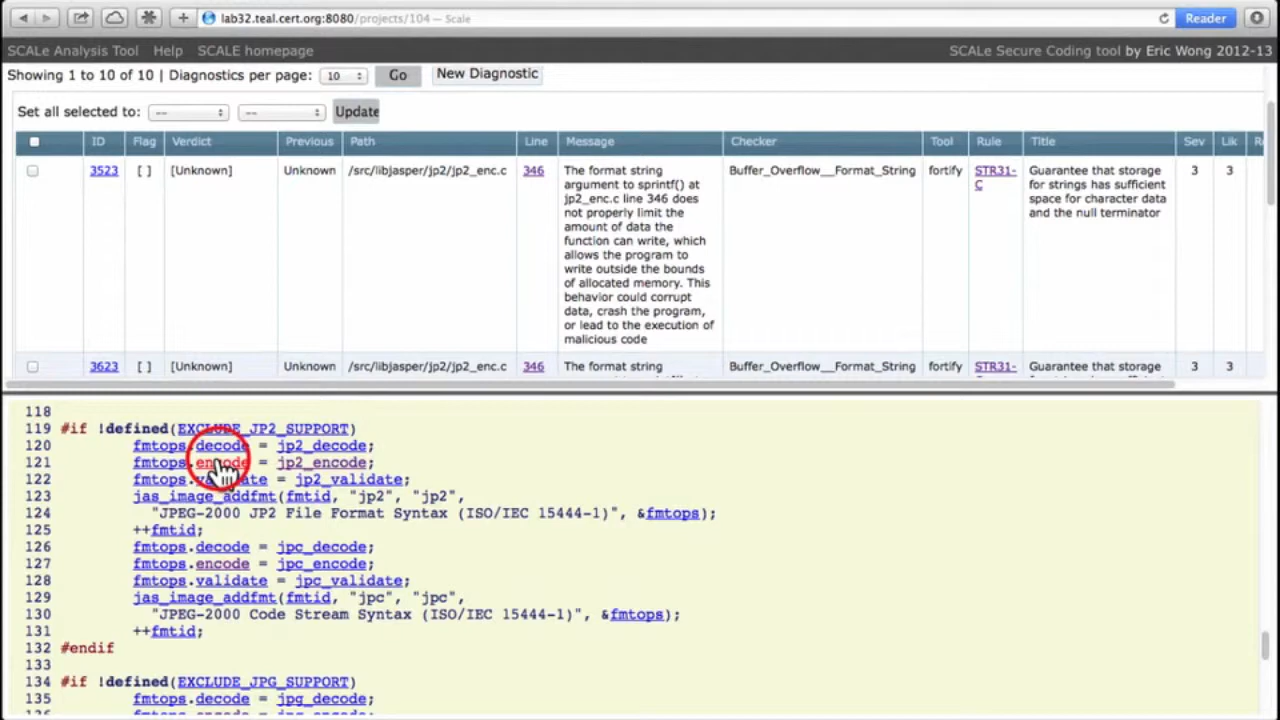 lab32.teal.cert.org:8080/projects/104 — Scale
Reader
SCALe Analysis Tool Help SCALE homepage SCALe Secure Coding tool by Eric Wong 2012-13
Showing 1 to 10 of 10 | Diagnostics per page: 10 Go New Diagnostic
Set all selected to: -- -- Update
ID Flag Verdict Previous Path Line Message Checker Tool Rule Title Sev Lik
3523 [ ] [Unknown] Unknown /src/libjasper/jp2/jp2_enc.c 346 The format string Buffer_Overflow__Format_String fortify STR31- Guarantee that storage 3 3
argument to sprintf() at C for strings has sufficient
jp2_enc.c line 346 does space for character data
not properly limit the and the null terminator
amount of data the
function can write, which
allows the program to
write outside the bounds
of allocated memory. This
behavior could corrupt
data, crash the program,
or lead to the execution of
malicious code
3623 [ ] [Unknown] Unknown /src/libjasper/jp2/jp2_enc.c 346 The format string Buffer_Overflow__Format_String fortify STR31- Guarantee that storage 3 3
118
119 #if !defined(EXCLUDE_JP2_SUPPORT)
120 fmtops.decode = jp2_decode;
121 fmtops.encode = jp2_encode;
122 fmtops.validate = jp2_validate;
123 jas_image_addfmt(fmtid, "jp2", "jp2",
124 "JPEG-2000 JP2 File Format Syntax (ISO/IEC 15444-1)", &fmtops);
125 ++fmtid;
126 fmtops.decode = jpc_decode;
127 fmtops.encode = jpc_encode;
128 fmtops.validate = jpc_validate;
129 jas_image_addfmt(fmtid, "jpc", "jpc",
130 "JPEG-2000 Code Stream Syntax (ISO/IEC 15444-1)", &fmtops);
131 ++fmtid;
132 #endif
133
134 #if !defined(EXCLUDE_JPG_SUPPORT)
135 fmtops.decode = jpg_decode;